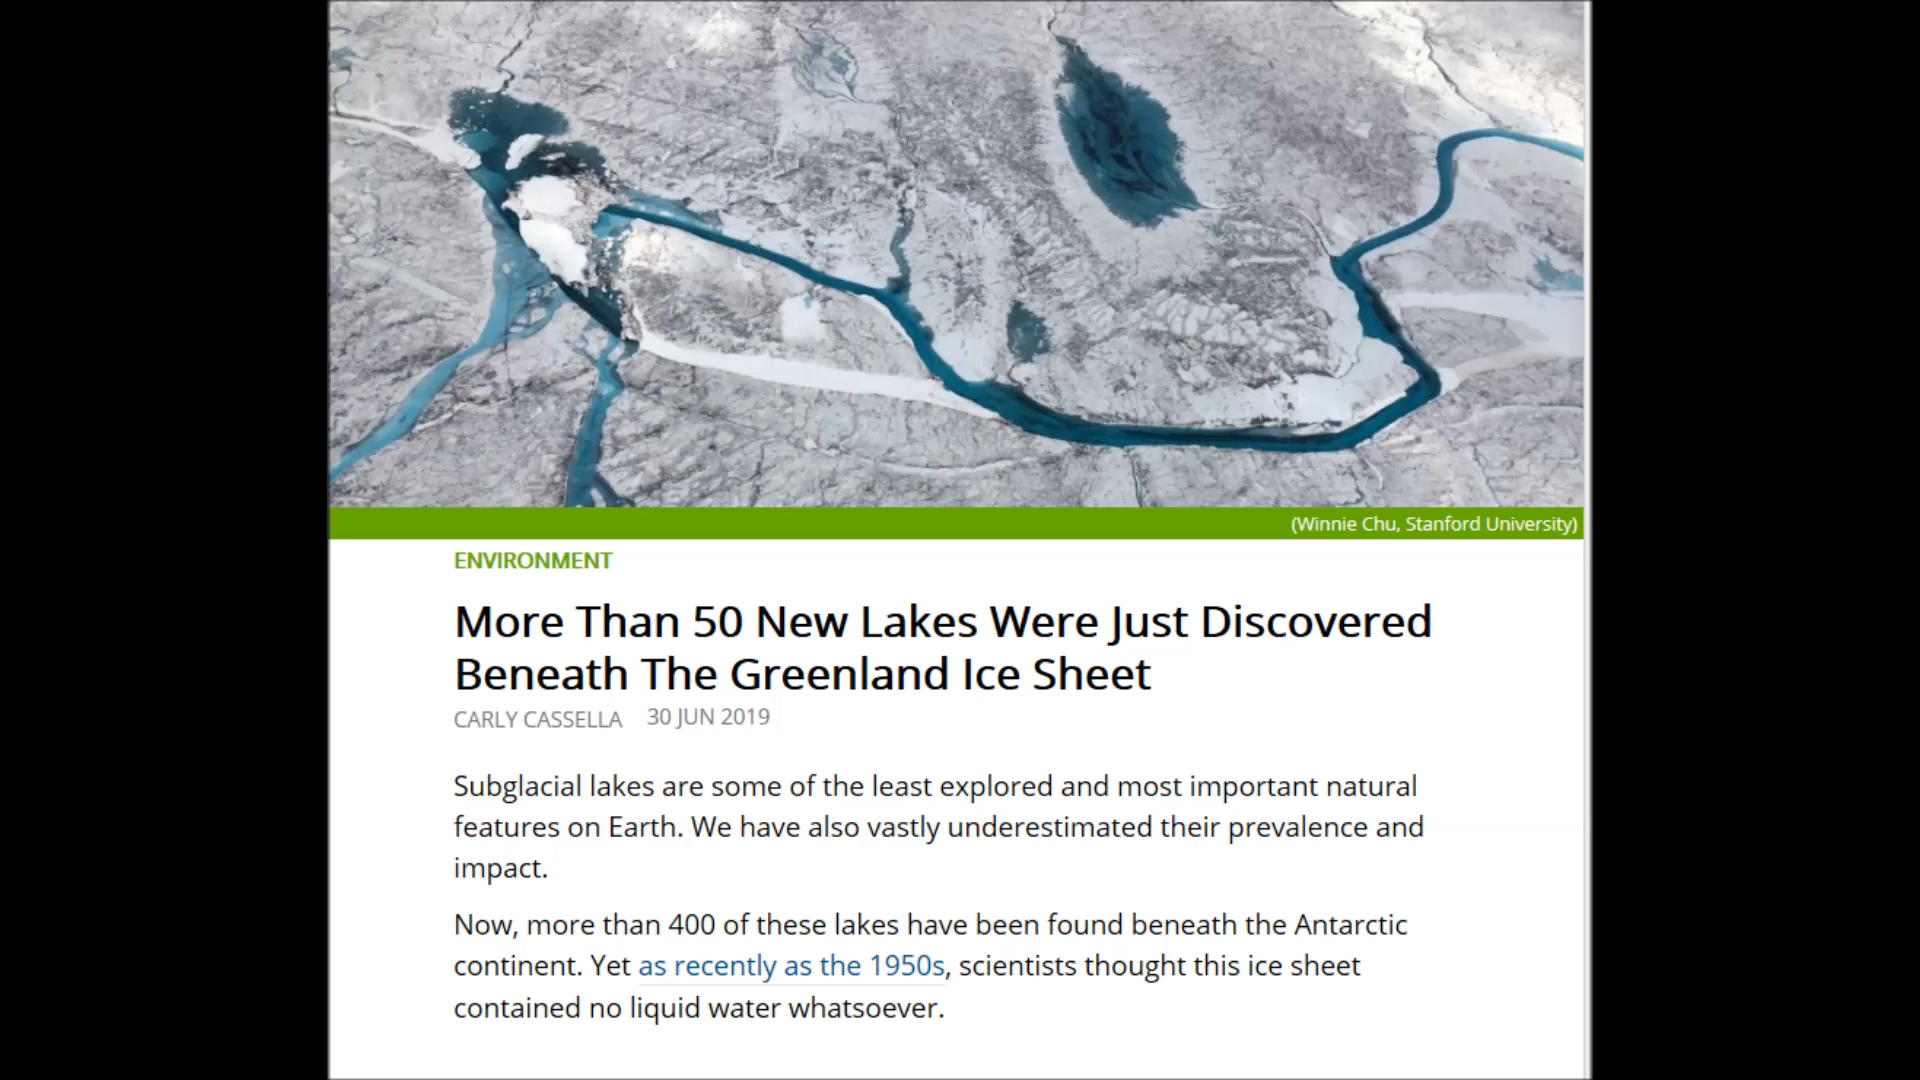 (Winnie Chu, Stanford University)
ENVIRONMENT
More Than 50 New Lakes Were Just Discovered
Beneath The Greenland Ice Sheet
CARLY CASSELLA 30 JUN 2019
Subglacial lakes are some of the least explored and most important natural
features on Earth. We have also vastly underestimated their prevalence and
impact.
Now, more than 400 of these lakes have been found beneath the Antarctic
continent. Yet as recently as the 1950s, scientists thought this ice sheet
contained no liquid water whatsoever.